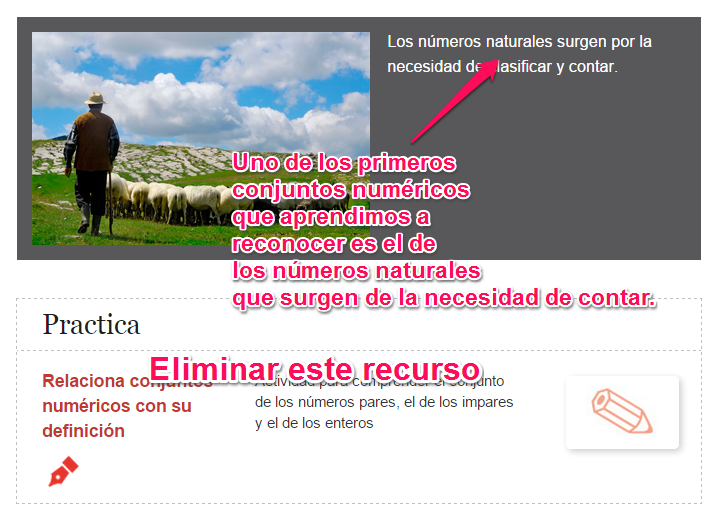 Los números naturales surgen por la
necesidad de clasificar y contar.
Uno de los primeros
conjuntos numéricos
que aprendimos a
reconocer es el de
los números naturales
que surgen de la necesidad de contar.
Practica
Eliminar este recurso
Relaciona conjuntos
numéricos con su
definición
Actividad para comprender el conjunto
de los números pares, el de los impares
y el de los enteros